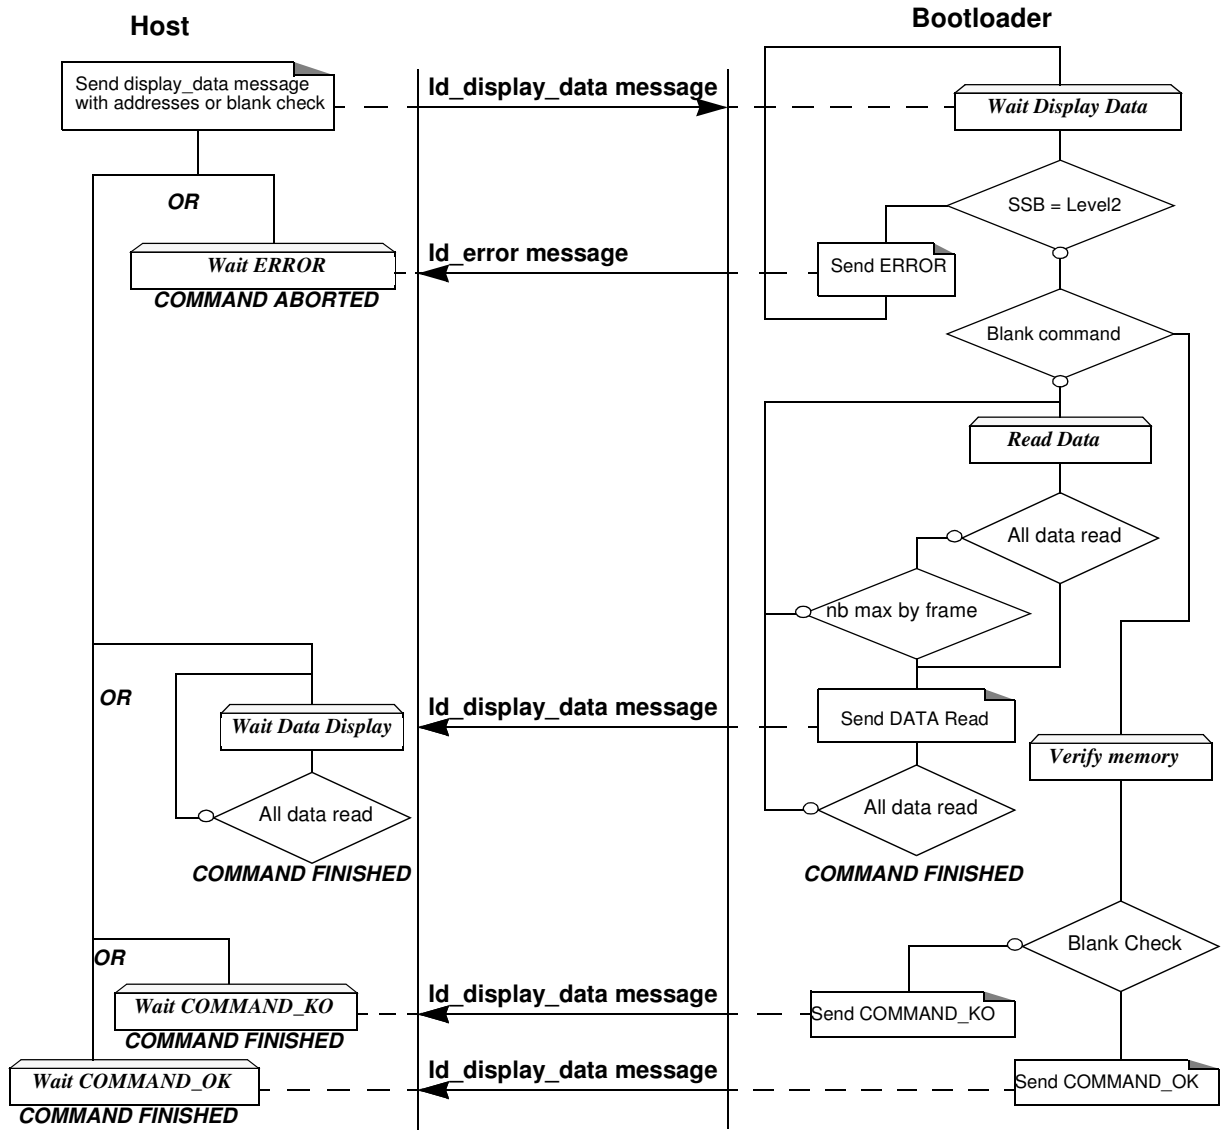 Host
Bootloader
Send display_data message
with addresses or blank check
Id_display_data message
Wait Display Data
OR
SSB = Level2
Wait ERROR
COMMAND ABORTED
Id_error message
Send ERROR
Blank command
Read Data
All data read
nb max by frame
OR
Wait Data Display
Id_display_data message
Send DATA Read
Verify memory
All data read
COMMAND FINISHED
All data read
COMMAND FINISHED
Blank Check
OR
Wait COMMAND_KO
COMMAND FINISHED
Id_display_data message
Send COMMAND_KO
Wait COMMAND_OK
COMMAND FINISHED
Id_display_data message
Send COMMAND_OK